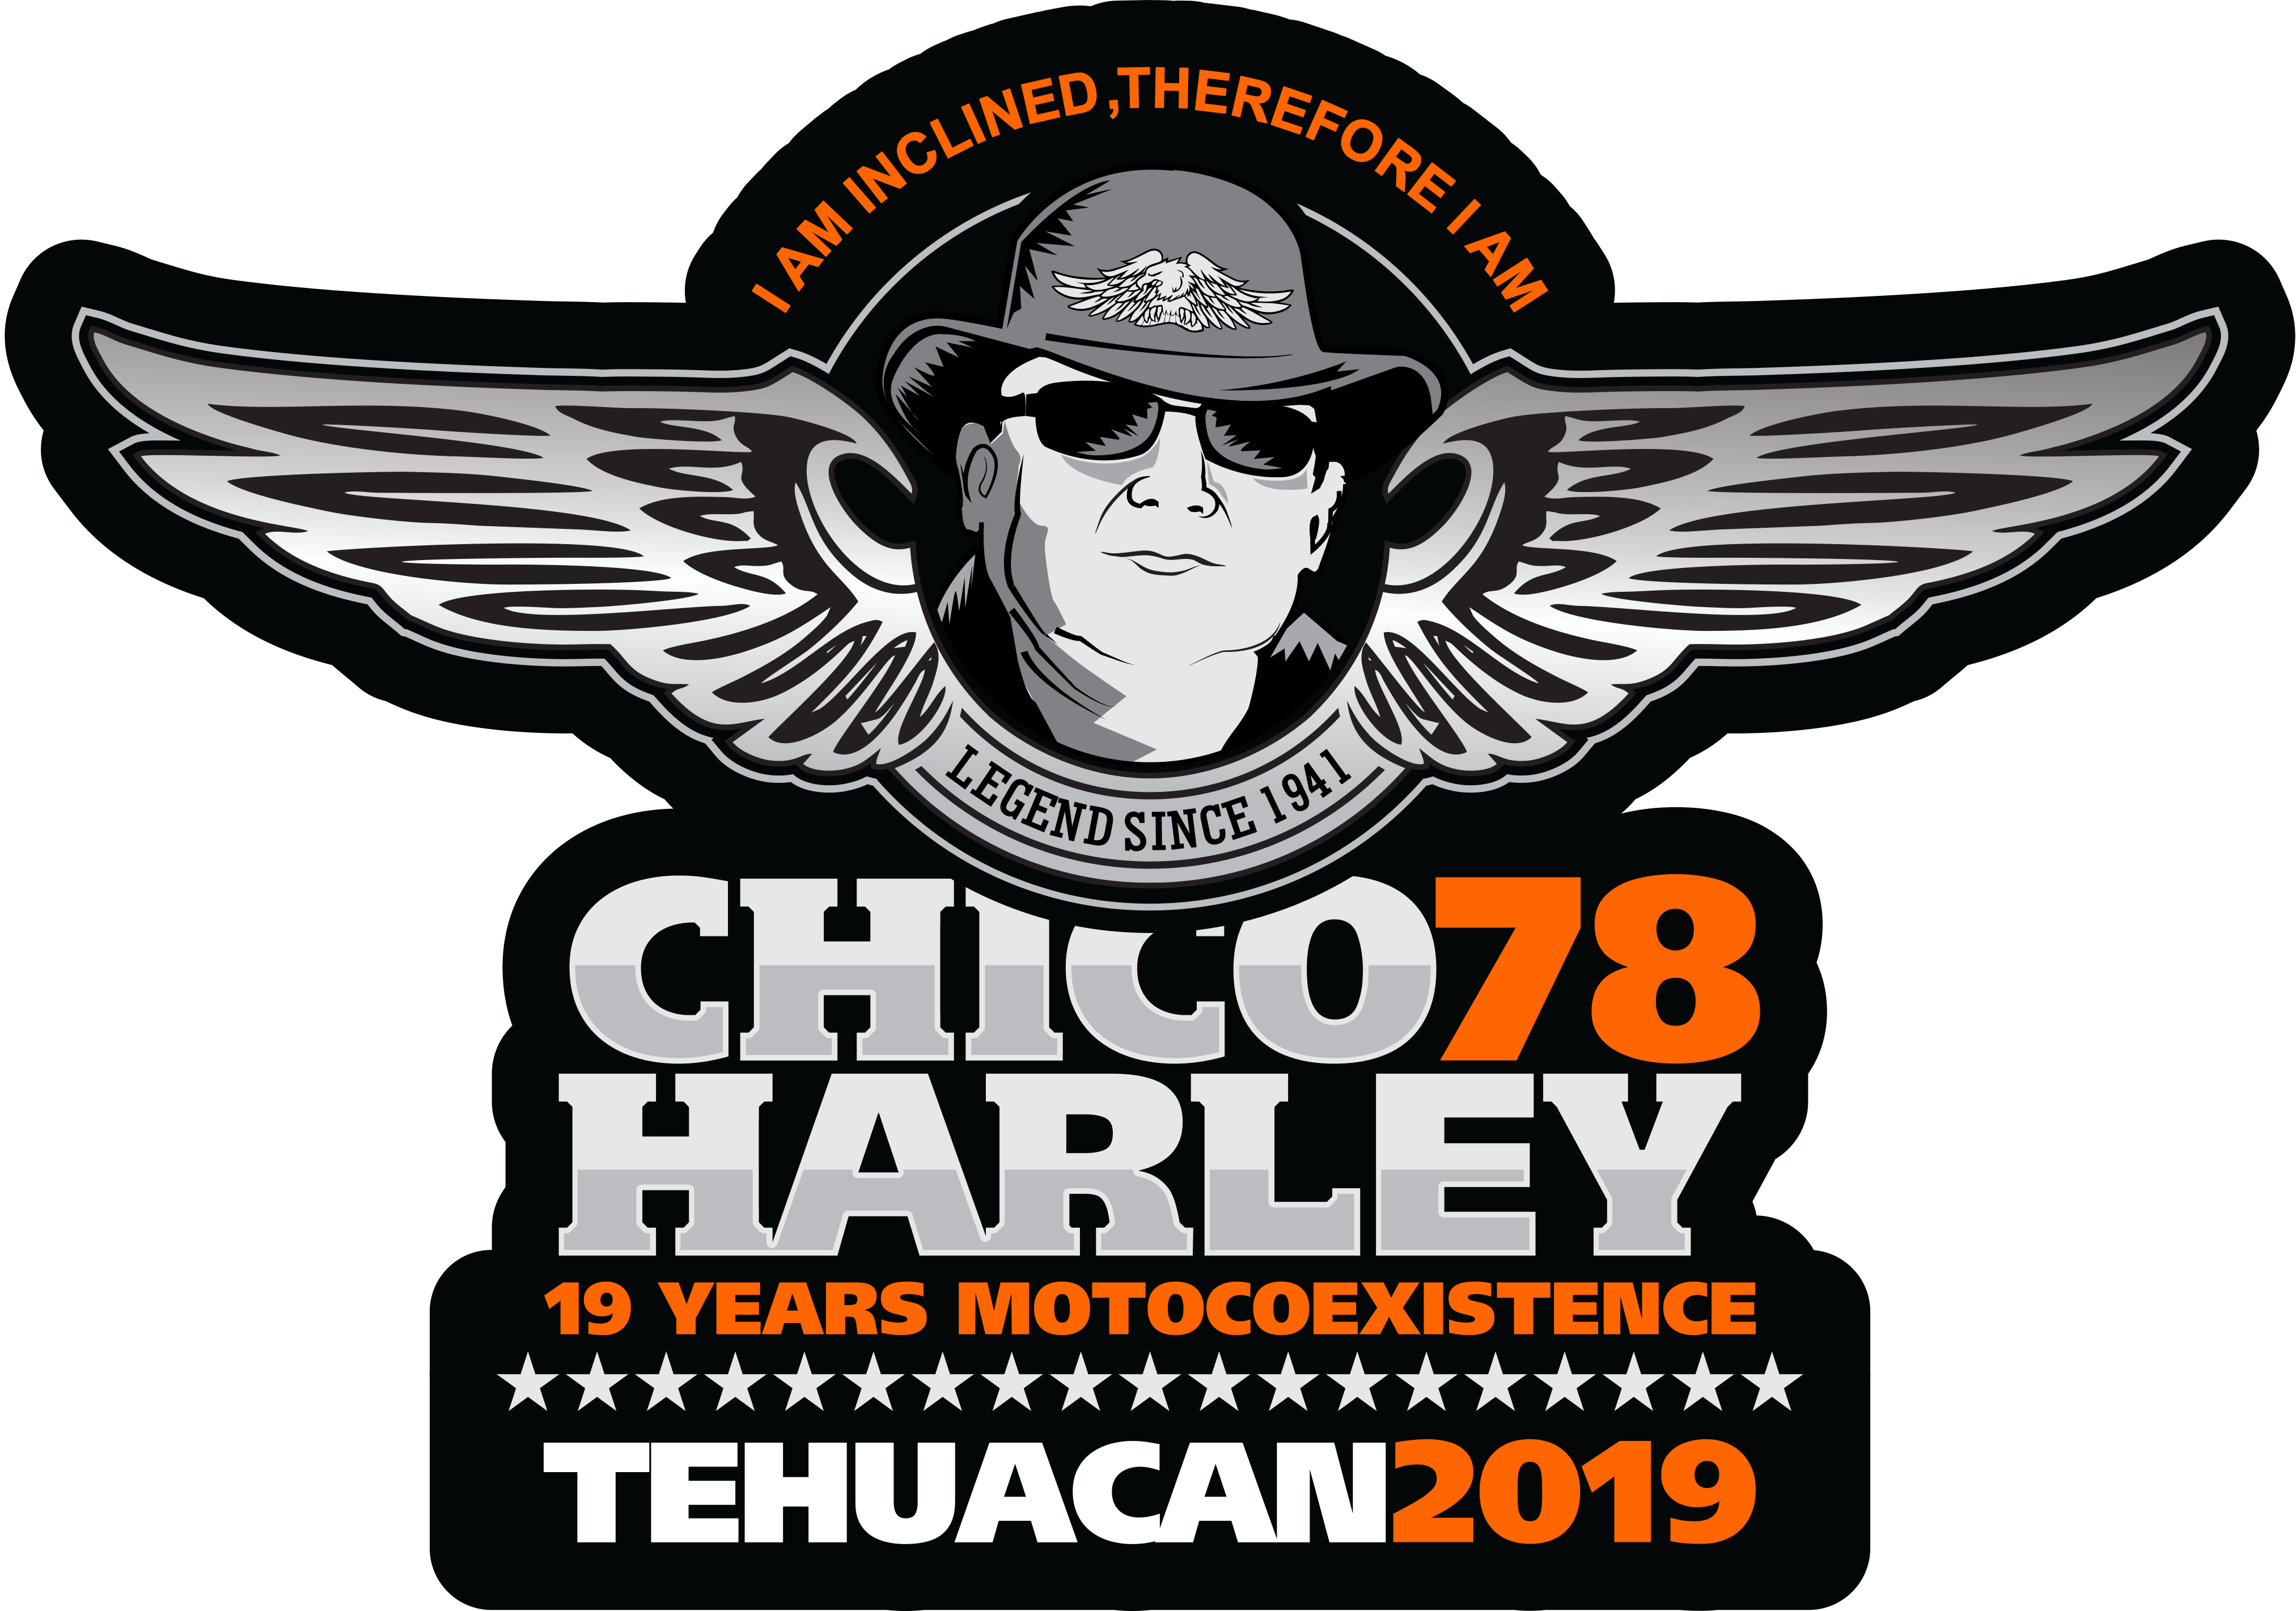 I AM INCLINED ,THEREFORE I AM
LEGEND SINCE 1941
CHICO78
HARLEY
19 YEARS MOTOCOEXISTENCE
TEHUACAN2019